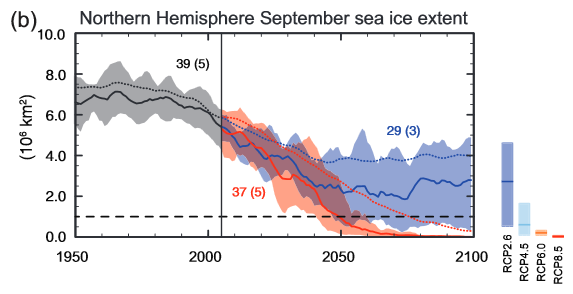 (b) Northern Hemisphere September sea ice extent
10.0
8.0
6.0
4.0
2.0
0.0
(10⁶ km²)
39 (5)
29 (3)
37 (5)
1950 2000 2050 2100
RCP2.6
RCP4.5
RCP6.0
RCP8.5